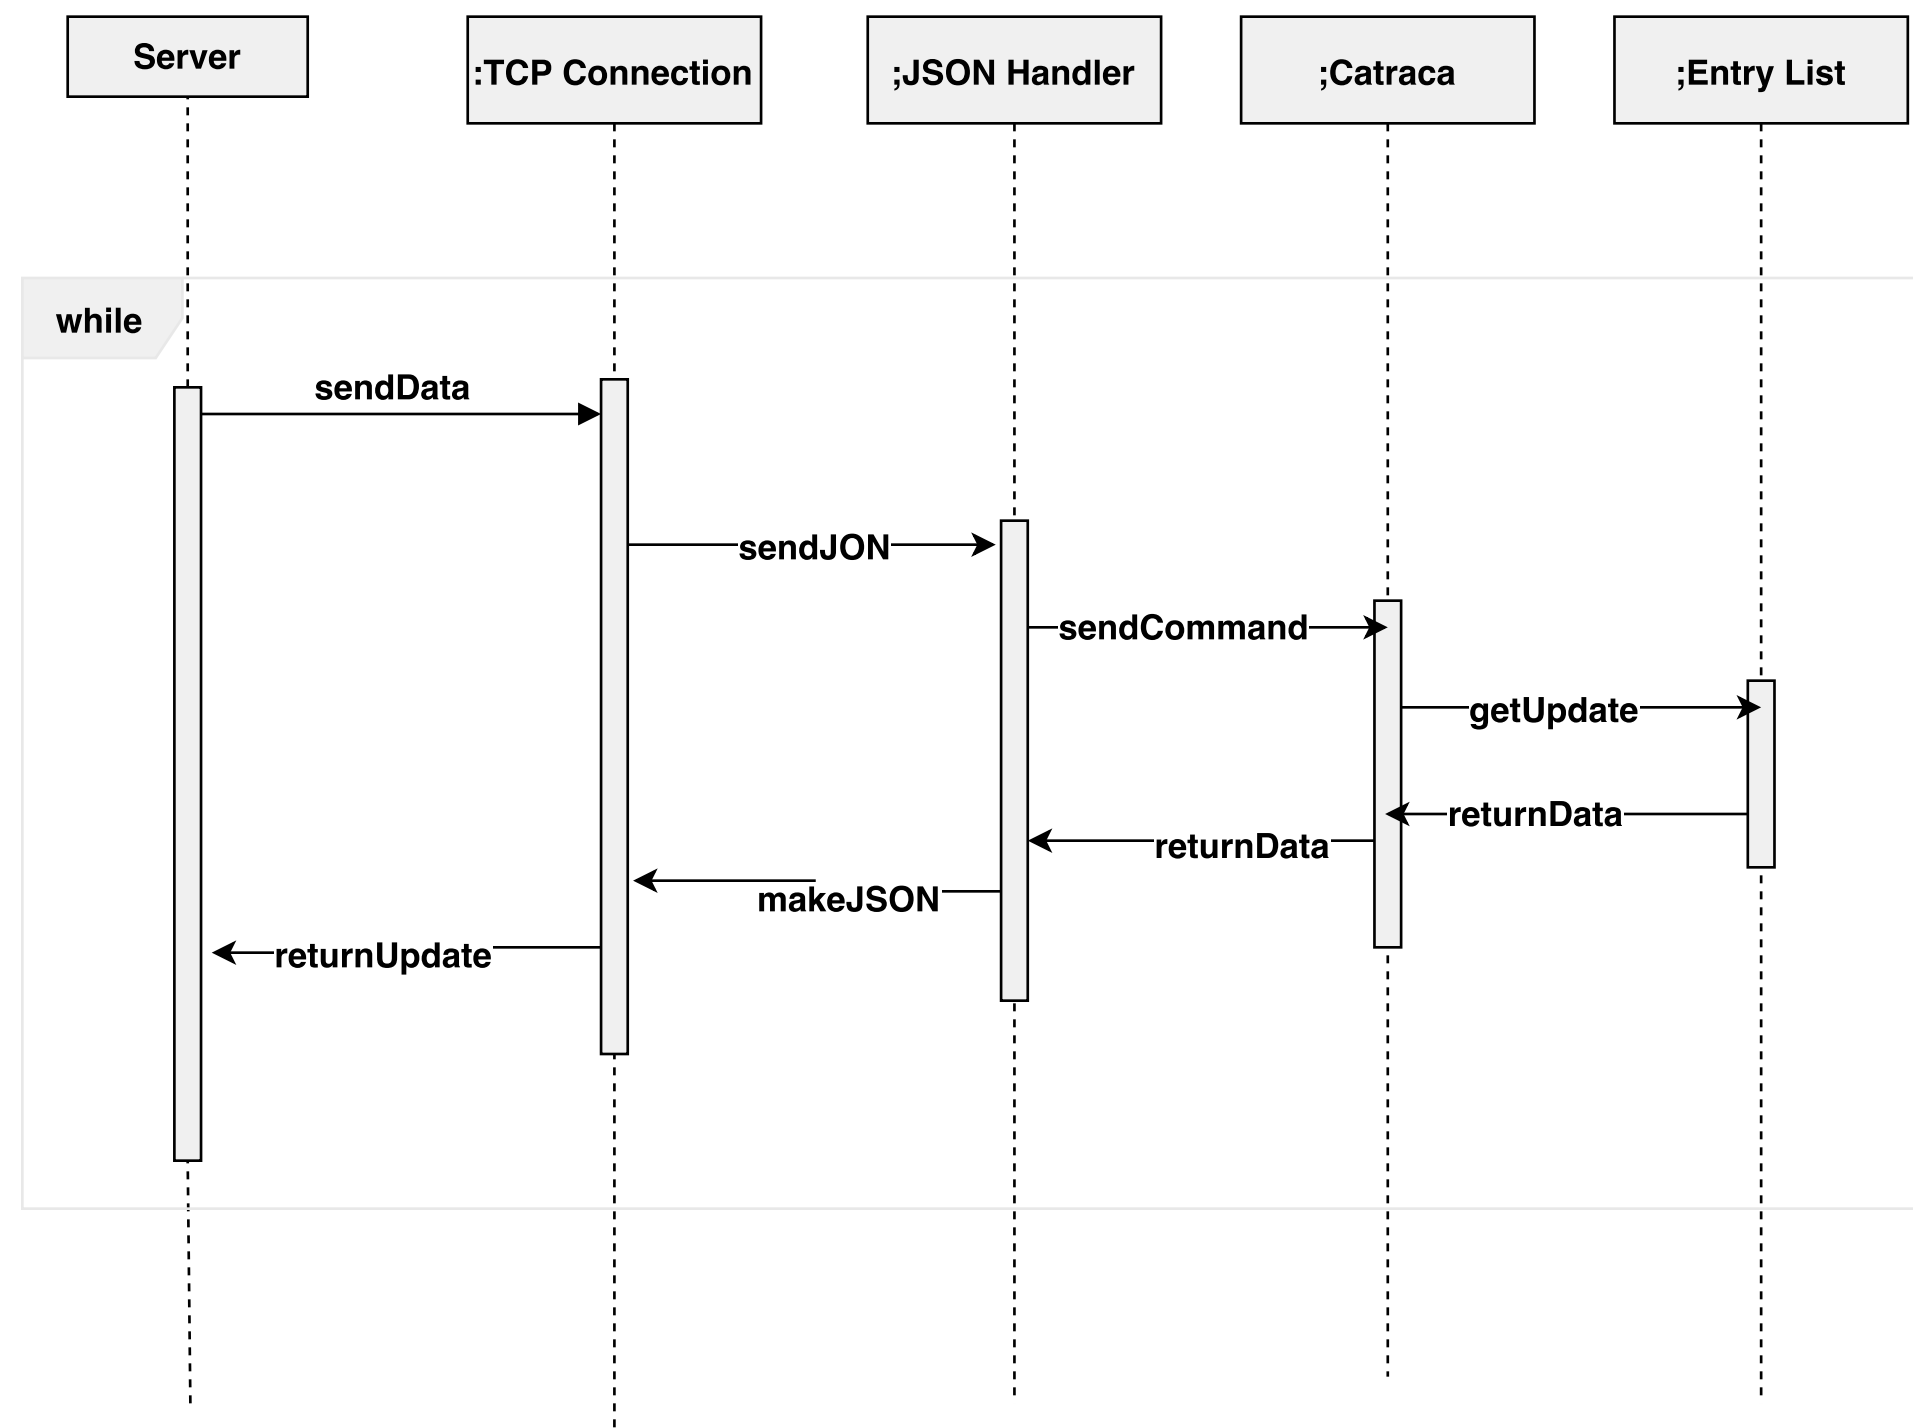 Server
:TCP Connection
;JSON Handler
;Catraca
;Entry List
while
sendData
sendJON
sendCommand
getUpdate
returnData
returnData
makeJSON
returnUpdate